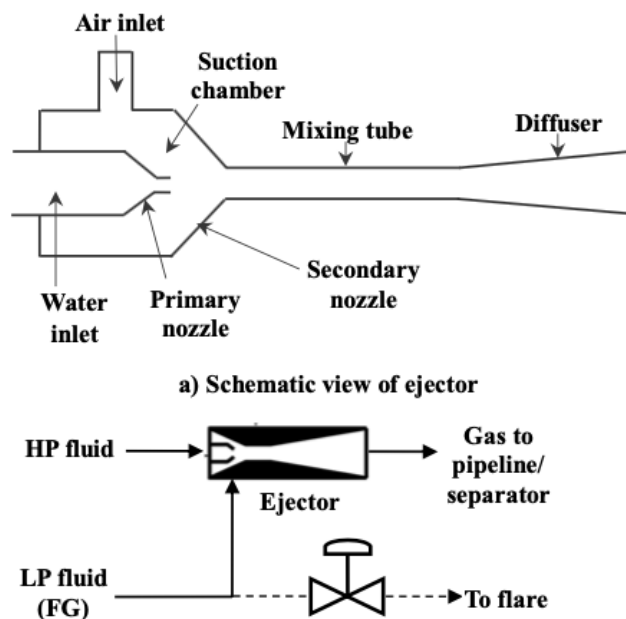 Air inlet
Suction
chamber
Mixing tube
Diffuser
Water
inlet
Primary
nozzle
Secondary
nozzle
a) Schematic view of ejector
HP fluid
Ejector
Gas to
pipeline/
separator
LP fluid
(FG)
To flare